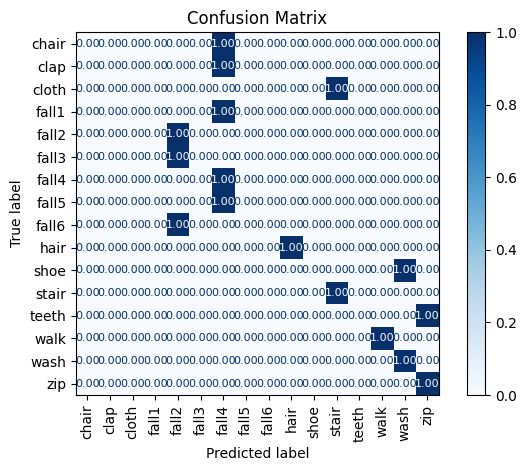 Confusion Matrix
chair 0.00 0.00 0.00 0.00 0.00 0.00 1.00 0.00 0.00 0.00 0.00 0.00 0.00 0.00 0.00 0.00
clap 0.00 0.00 0.00 0.00 0.00 0.00 1.00 0.00 0.00 0.00 0.00 0.00 0.00 0.00 0.00 0.00
cloth 0.00 0.00 0.00 0.00 0.00 0.00 0.00 0.00 0.00 0.00 0.00 1.00 0.00 0.00 0.00 0.00
fall1 0.00 0.00 0.00 0.00 0.00 0.00 1.00 0.00 0.00 0.00 0.00 0.00 0.00 0.00 0.00 0.00
fall2 0.00 0.00 0.00 0.00 1.00 0.00 0.00 0.00 0.00 0.00 0.00 0.00 0.00 0.00 0.00 0.00
fall3 0.00 0.00 0.00 0.00 1.00 0.00 0.00 0.00 0.00 0.00 0.00 0.00 0.00 0.00 0.00 0.00
fall4 0.00 0.00 0.00 0.00 0.00 0.00 1.00 0.00 0.00 0.00 0.00 0.00 0.00 0.00 0.00 0.00
fall5 0.00 0.00 0.00 0.00 0.00 0.00 1.00 0.00 0.00 0.00 0.00 0.00 0.00 0.00 0.00 0.00
fall6 0.00 0.00 0.00 0.00 1.00 0.00 0.00 0.00 0.00 0.00 0.00 0.00 0.00 0.00 0.00 0.00
hair 0.00 0.00 0.00 0.00 0.00 0.00 0.00 0.00 0.00 1.00 0.00 0.00 0.00 0.00 0.00 0.00
shoe 0.00 0.00 0.00 0.00 0.00 0.00 0.00 0.00 0.00 0.00 0.00 0.00 0.00 0.00 1.00 0.00
stair 0.00 0.00 0.00 0.00 0.00 0.00 0.00 0.00 0.00 0.00 0.00 1.00 0.00 0.00 0.00 0.00
teeth 0.00 0.00 0.00 0.00 0.00 0.00 0.00 0.00 0.00 0.00 0.00 0.00 0.00 0.00 0.00 1.00
walk 0.00 0.00 0.00 0.00 0.00 0.00 0.00 0.00 0.00 0.00 0.00 0.00 0.00 1.00 0.00 0.00
wash 0.00 0.00 0.00 0.00 0.00 0.00 0.00 0.00 0.00 0.00 0.00 0.00 0.00 0.00 1.00 0.00
zip 0.00 0.00 0.00 0.00 0.00 0.00 0.00 0.00 0.00 0.00 0.00 0.00 0.00 0.00 0.00 1.00
True label
chair clap cloth fall1 fall2 fall3 fall4 fall5 fall6 hair shoe stair teeth walk wash zip
Predicted label
1.0
0.8
0.6
0.4
0.2
0.0